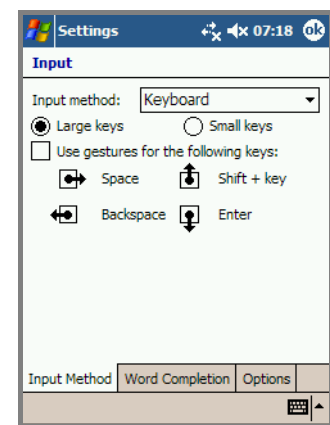 Settings 07:18 ok
Input
Input method: Keyboard
Large keys Small keys
Use gestures for the following keys:
Space Shift + key
Backspace Enter
Input Method Word Completion Options